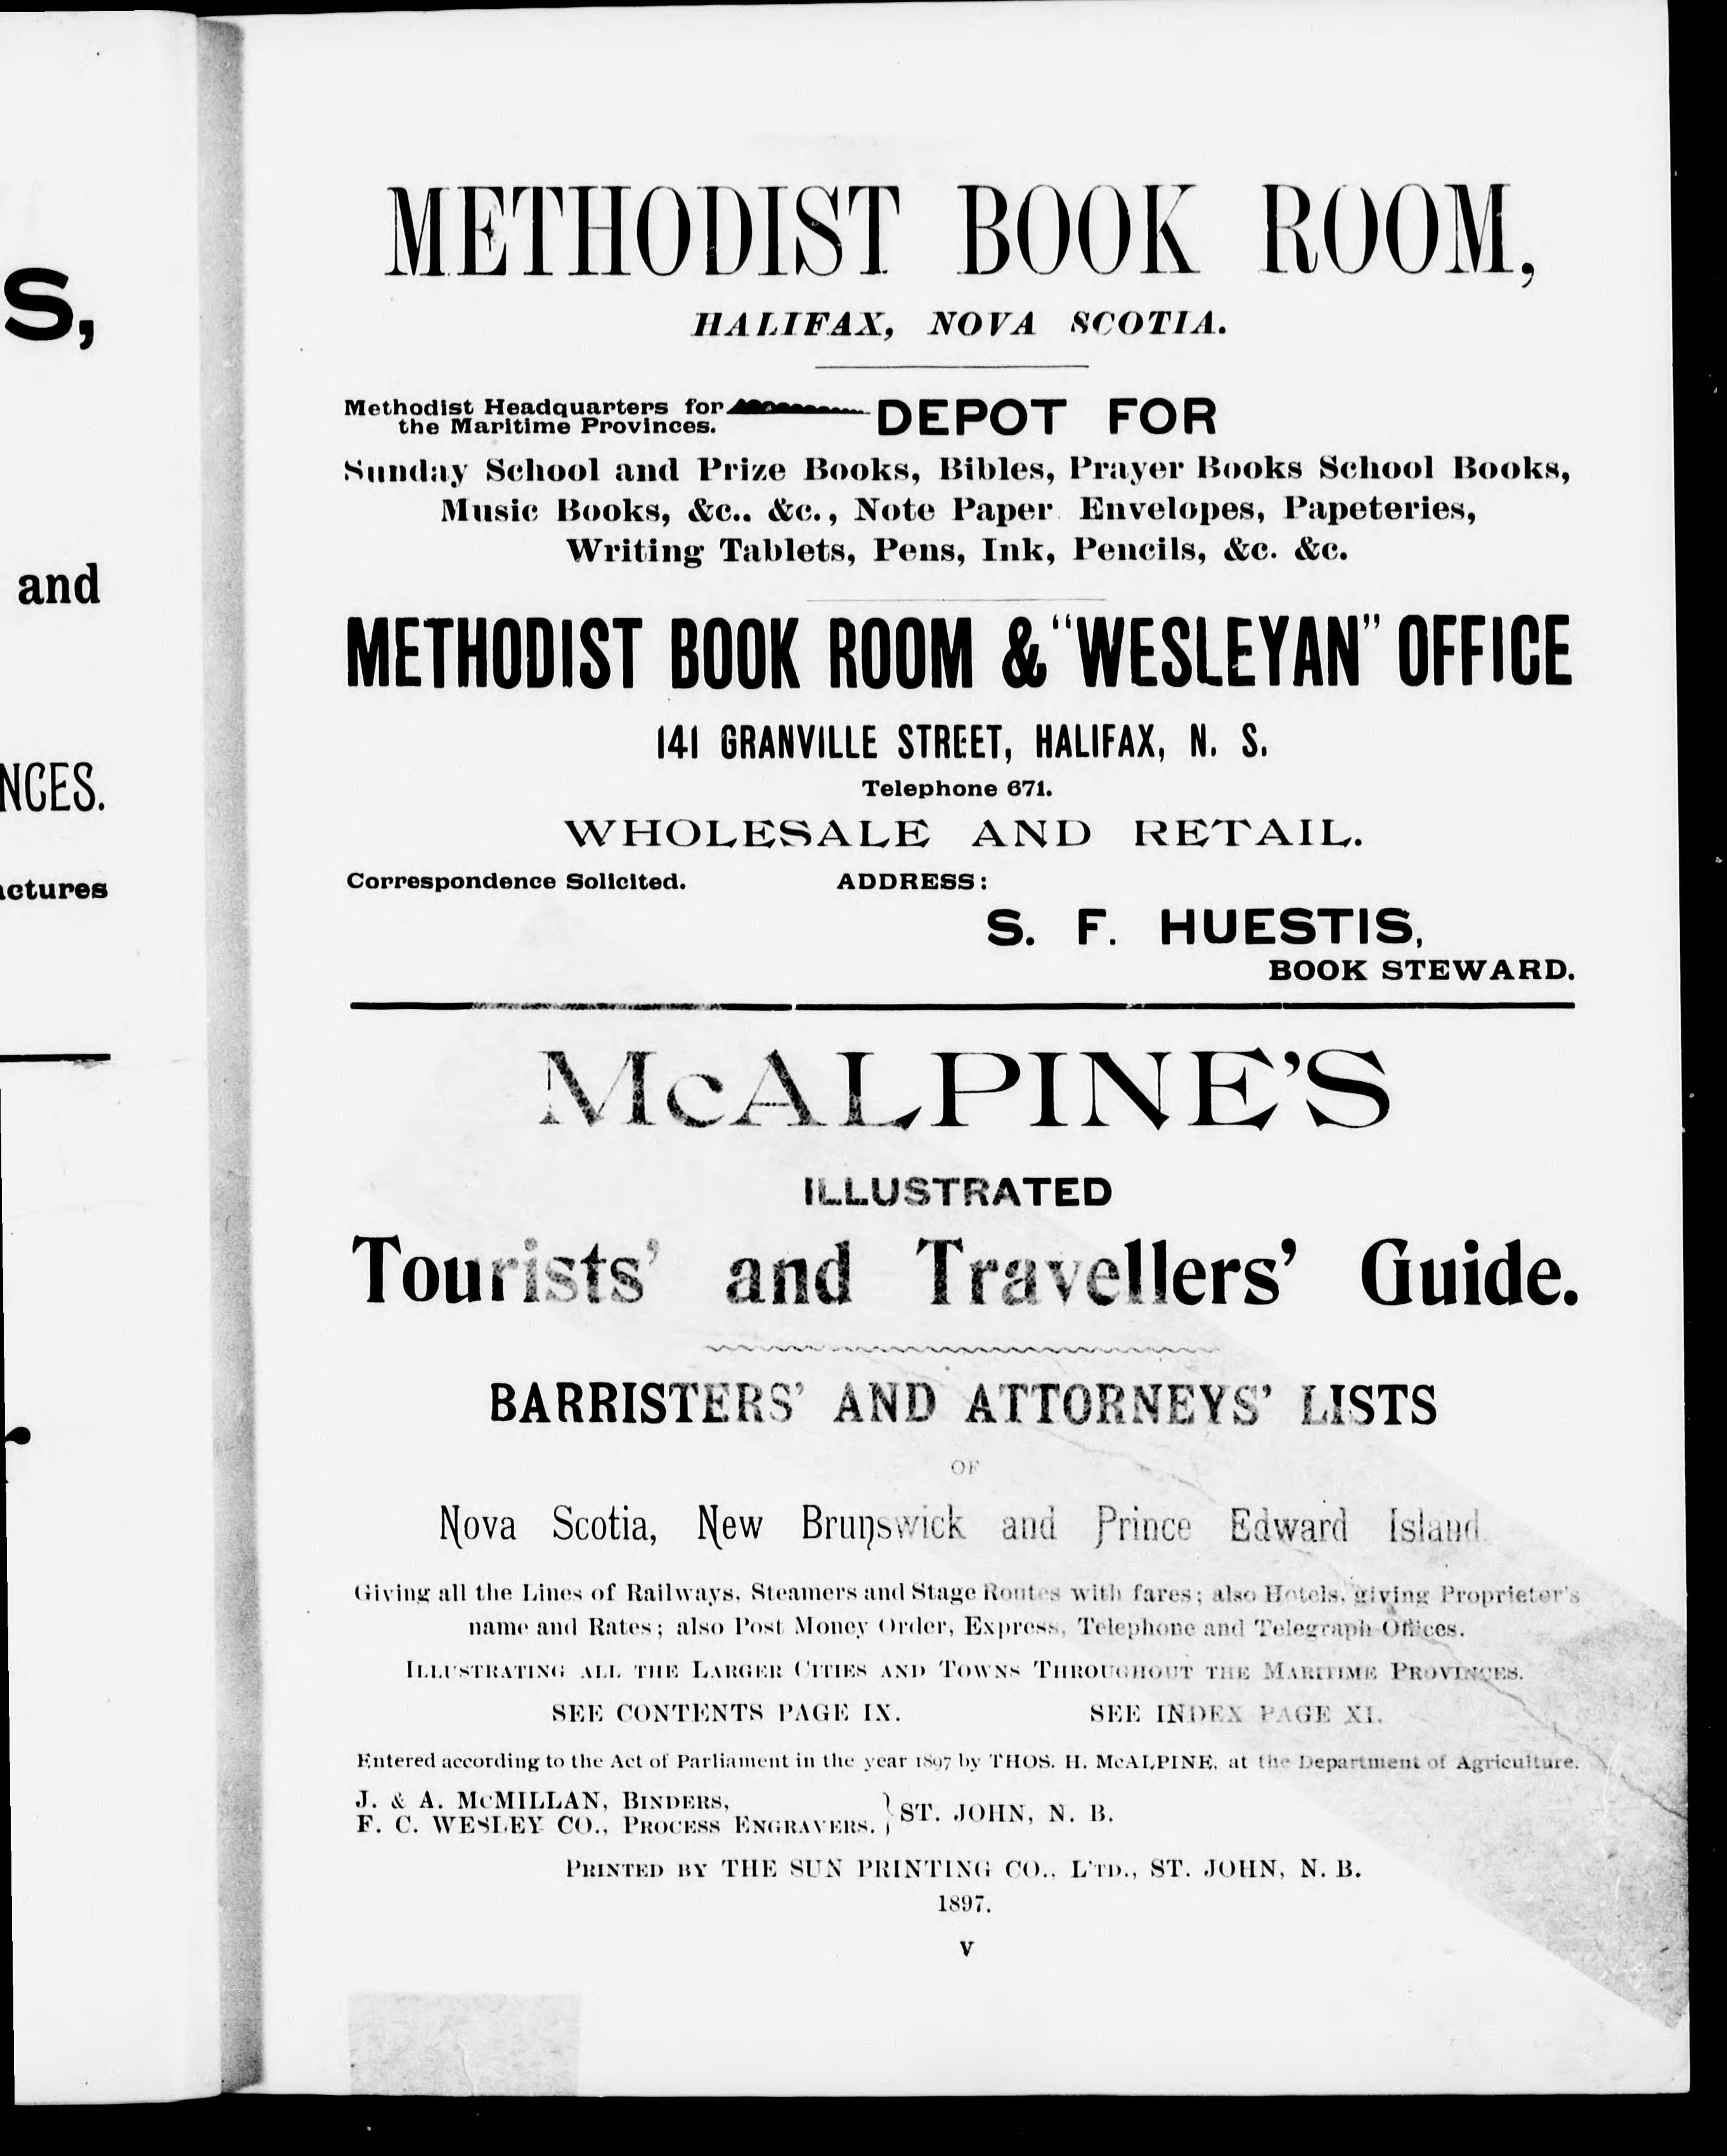 S,
and
NCES.
ctures
METHODIST BOOK ROOM,
HALIFAX, NOVA SCOTIA.
Methodist Headquarters for
the Maritime Provinces.
DEPOT FOR
Sunday School and Prize Books, Bibles, Prayer Books School Books,
Music Books, &c.. &c., Note Paper Envelopes, Papeteries,
Writing Tablets, Pens, Ink, Pencils, &c. &c.
METHODIST BOOK ROOM & "WESLEYAN" OFFICE
141 GRANVILLE STREET, HALIFAX, N. S.
Telephone 671.
WHOLESALE AND RETAIL.
Correspondence Solicited. ADDRESS:
S. F. HUESTIS,
BOOK STEWARD.
McALPINE'S
ILLUSTRATED
Tourists' and Travellers' Guide.
BARRISTERS' AND ATTORNEYS' LISTS
OF
Nova Scotia, New Brunswick and Prince Edward Island.
Giving all the Lines of Railways, Steamers and Stage Routes with fares; also Hotels, giving Proprietor's
name and Rates; also Post Money Order, Express, Telephone and Telegraph Offices.
ILLUSTRATING ALL THE LARGER CITIES AND TOWNS THROUGHOUT THE MARITIME PROVINCES.
SEE CONTENTS PAGE IX. SEE INDEX PAGE XI.
Entered according to the Act of Parliament in the year 1897 by THOS. H. McALPINE, at the Department of Agriculture.
J. & A. McMILLAN, BINDERS,
F. C. WESLEY CO., PROCESS ENGRAVERS. } ST. JOHN, N. B.
PRINTED BY THE SUN PRINTING CO., L'TD., ST. JOHN, N. B.
1897.
V